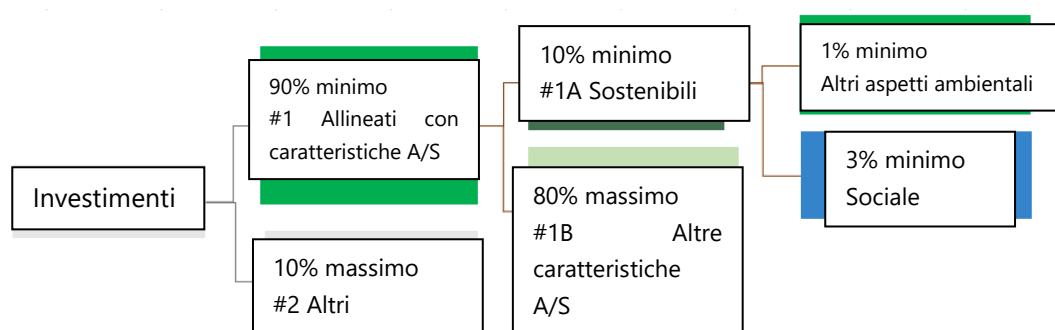 Investimenti
90% minimo
#1 Allineati con
caratteristiche A/S
10% massimo
#2 Altri
10% minimo
#1A Sostenibili
80% massimo
#1B Altre
caratteristiche
A/S
1% minimo
Altri aspetti ambientali
3% minimo
Sociale